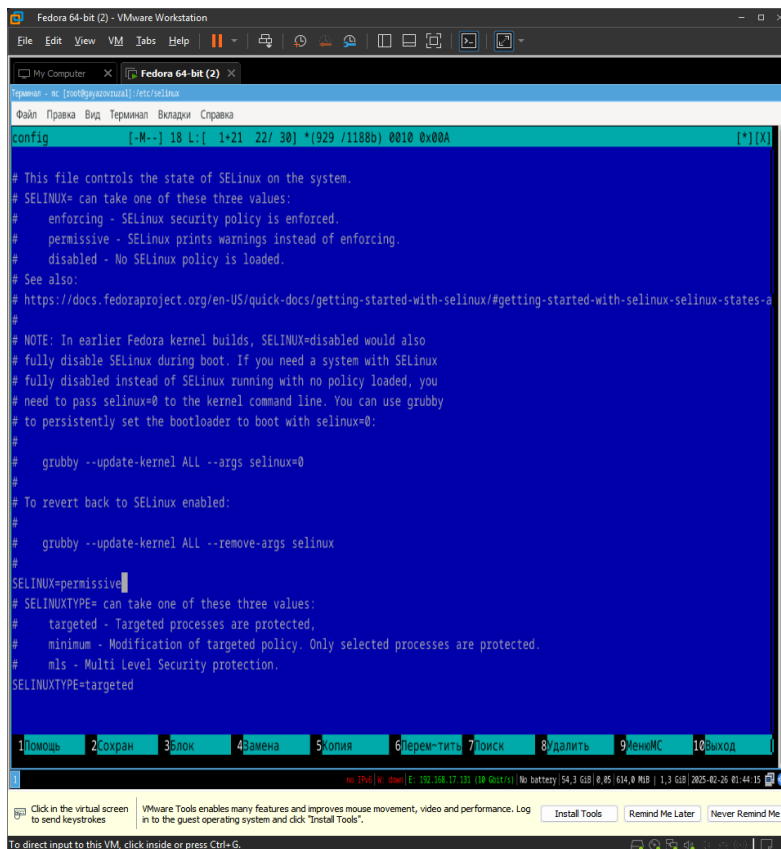 Fedora 64-bit (2) - VMware Workstation
File Edit View VM Tabs Help
My Computer Fedora 64-bit (2)
Терминал - mc [root@gayazovruzal]:/etc/selinux
Файл Правка Вид Терминал Вкладки Справка
config [-M--] 18 L:[ 1+21 22/ 30] *(929 /1188b) 0010 0x00A [*][X]
# This file controls the state of SELinux on the system.
# SELINUX= can take one of these three values:
# enforcing - SELinux security policy is enforced.
# permissive - SELinux prints warnings instead of enforcing.
# disabled - No SELinux policy is loaded.
# See also:
# https://docs.fedoraproject.org/en-US/quick-docs/getting-started-with-selinux/#getting-started-with-selinux-selinux-states-a
#
# NOTE: In earlier Fedora kernel builds, SELINUX=disabled would also
# fully disable SELinux during boot. If you need a system with SELinux
# fully disabled instead of SELinux running with no policy loaded, you
# need to pass selinux=0 to the kernel command line. You can use grubby
# to persistently set the bootloader to boot with selinux=0:
#
# grubby --update-kernel ALL --args selinux=0
#
# To revert back to SELinux enabled:
#
# grubby --update-kernel ALL --remove-args selinux
#
SELINUX=permissive
# SELINUXTYPE= can take one of these three values:
# targeted - Targeted processes are protected,
# minimum - Modification of targeted policy. Only selected processes are protected.
# mls - Multi Level Security protection.
SELINUXTYPE=targeted
1Помощь 2Сохран 3Блок 4Замена 5Копия 6Перем~тить 7Поиск 8Удалить 9МенюMC 10Выход
1 no IPv6 W: down E: 192.168.17.131 (10 Gbit/s) No battery 54,3 GiB 0,05 614,0 MiB | 1,3 GiB 2025-02-26 01:44:15
Click in the virtual screen to send keystrokes
VMware Tools enables many features and improves mouse movement, video and performance. Log in to the guest operating system and click "Install Tools".
Install Tools Remind Me Later Never Remind Me
To direct input to this VM, click inside or press Ctrl+G.